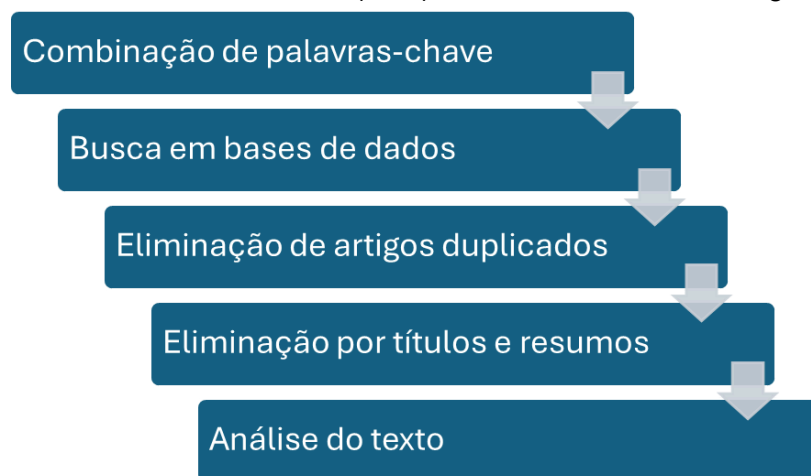 Combinação de palavras-chave
Busca em bases de dados
Eliminação de artigos duplicados
Eliminação por títulos e resumos
Análise do texto